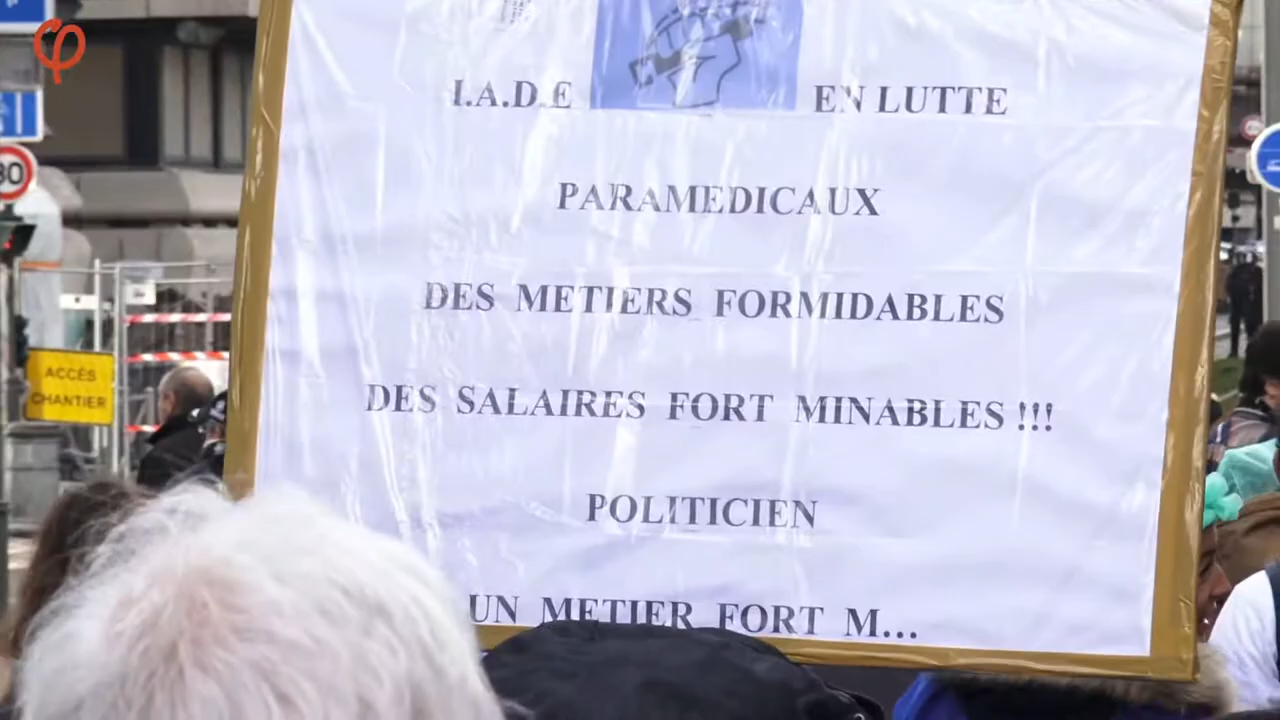 I.A.D.E EN LUTTE
PARAMEDICAUX
DES METIERS FORMIDABLES
DES SALAIRES FORT MINABLES !!!
POLITICIEN
UN METIER FORT M...
30
ACCÈS
CHANTIER